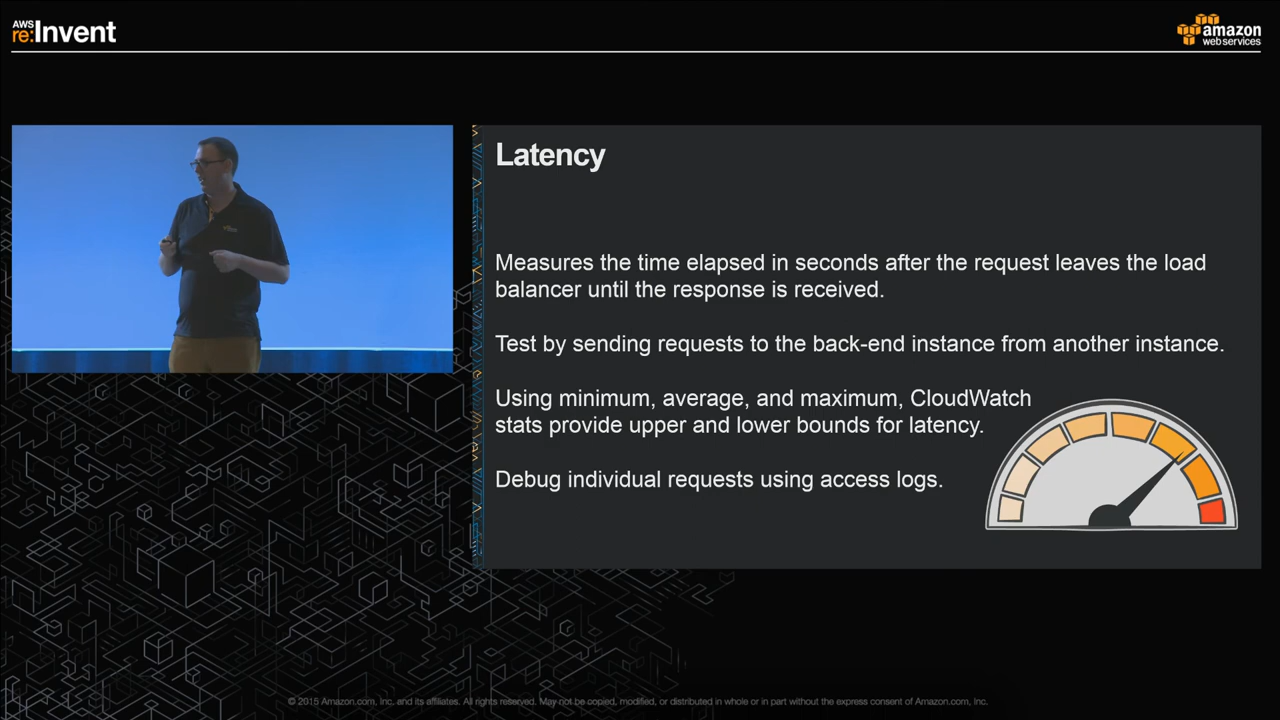 AWS
re:Invent
amazon
web services
Latency
Measures the time elapsed in seconds after the request leaves the load
balancer until the response is received.
Test by sending requests to the back-end instance from another instance.
Using minimum, average, and maximum, CloudWatch
stats provide upper and lower bounds for latency.
Debug individual requests using access logs.
© 2015 Amazon.com, Inc. and its affiliates. All rights reserved. May not be copied, modified, or distributed in whole or in part without the express consent of Amazon.com, Inc.